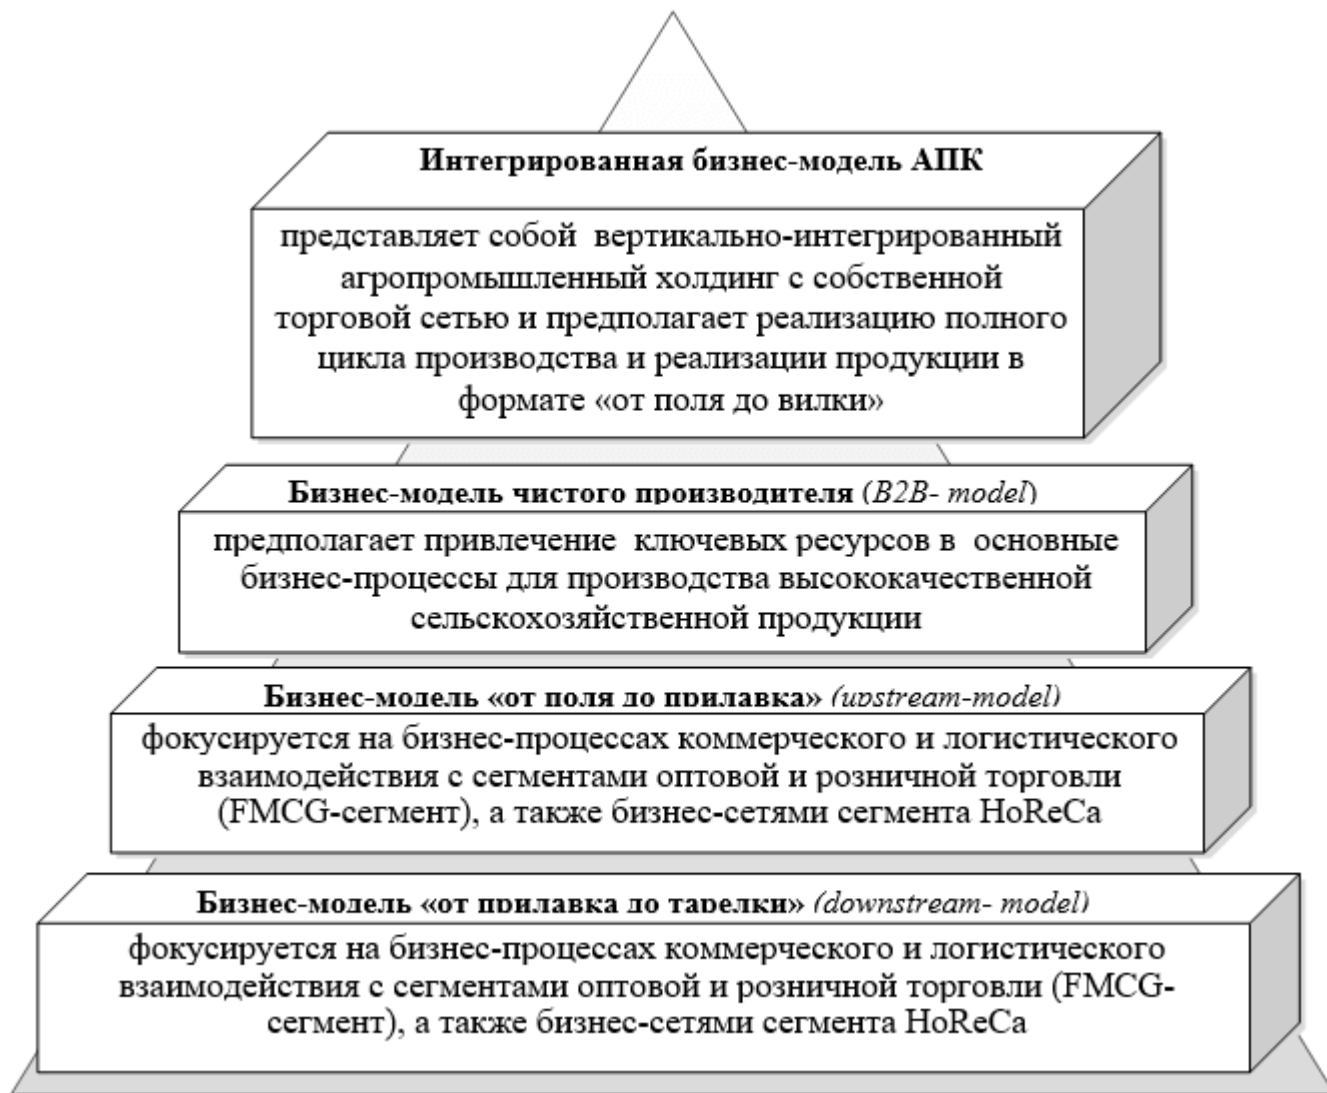 Интегрированная бизнес-модель АПК
представляет собой вертикально-интегрированный
агропромышленный холдинг с собственной
торговой сетью и предполагает реализацию полного
цикла производства и реализации продукции в
формате «от поля до вилки»
Бизнес-модель чистого производителя (B2B- model)
предполагает привлечение ключевых ресурсов в основные
бизнес-процессы для производства высококачественной
сельскохозяйственной продукции
Бизнес-модель «от поля до прилавка» (upstream-model)
фокусируется на бизнес-процессах коммерческого и логистического
взаимодействия с сегментами оптовой и розничной торговли
(FMCG-сегмент), а также бизнес-сетями сегмента HoReCa
Бизнес-модель «от прилавка до тарелки» (downstream- model)
фокусируется на бизнес-процессах коммерческого и логистического
взаимодействия с сегментами оптовой и розничной торговли (FMCG-
сегмент), а также бизнес-сетями сегмента HoReCa